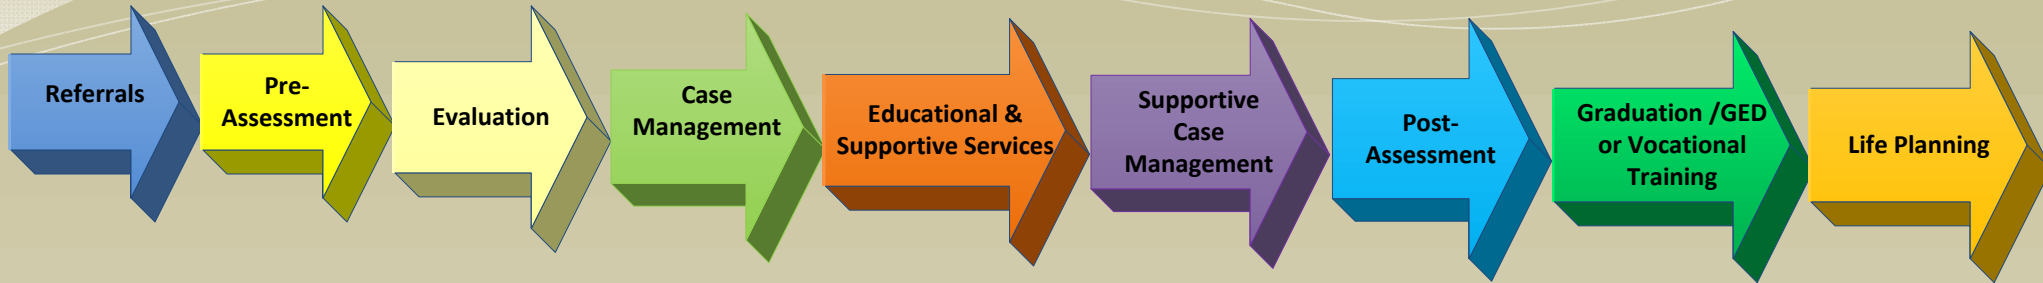 Referrals
Pre-
Assessment
Evaluation
Case
Management
Educational &
Supportive Services
Supportive
Case
Management
Post-
Assessment
Graduation /GED
or Vocational
Training
Life Planning